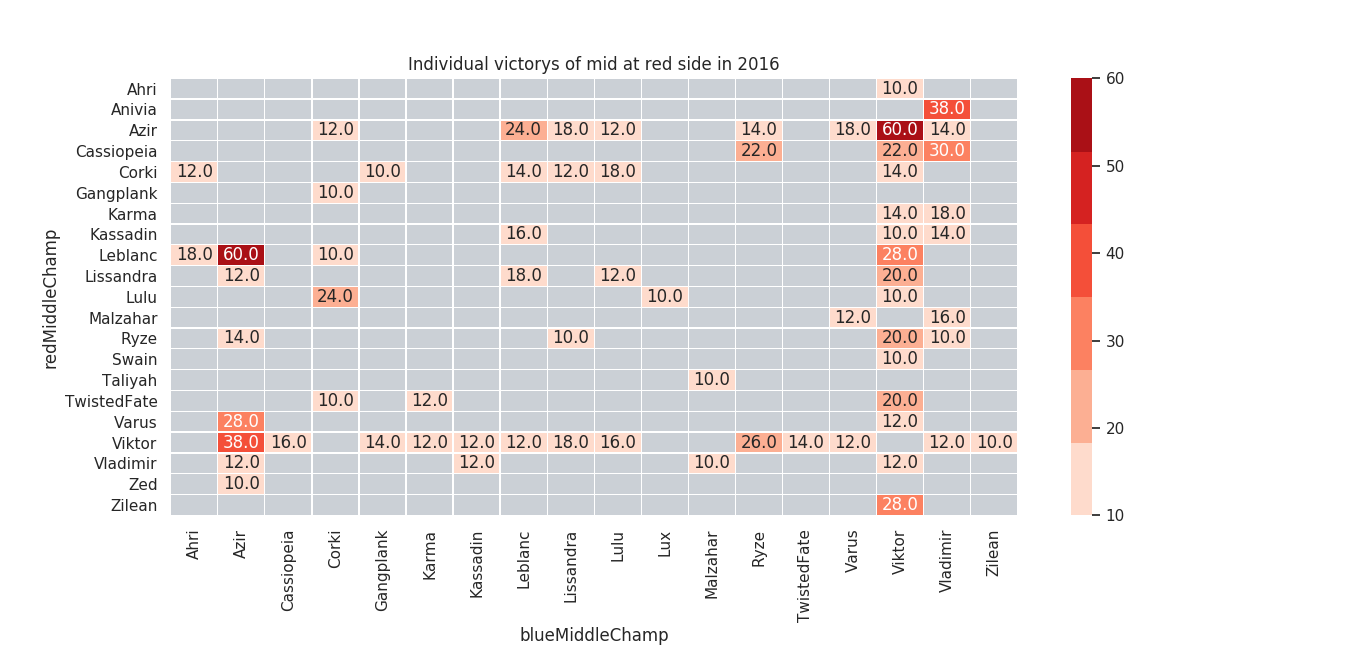 Individual victorys of mid at red side in 2016
redMiddleChamp
Ahri 10.0
Anivia 38.0
Azir 12.0 24.0 18.0 12.0 14.0 18.0 60.0 14.0
Cassiopeia 22.0 22.0 30.0
Corki 12.0 10.0 14.0 12.0 18.0 14.0
Gangplank 10.0
Karma 14.0 18.0
Kassadin 16.0 10.0 14.0
Leblanc 18.0 60.0 10.0 28.0
Lissandra 12.0 18.0 12.0 20.0
Lulu 24.0 10.0 10.0
Malzahar 12.0 16.0
Ryze 14.0 10.0 20.0 10.0
Swain 10.0
Taliyah 10.0
TwistedFate 10.0 12.0 20.0
Varus 28.0 12.0
Viktor 38.0 16.0 14.0 12.0 12.0 12.0 18.0 16.0 26.0 14.0 12.0 12.0 10.0
Vladimir 12.0 12.0 10.0 12.0
Zed 10.0
Zilean 28.0
Ahri Azir Cassiopeia Corki Gangplank Karma Kassadin Leblanc Lissandra Lulu Lux Malzahar Ryze TwistedFate Varus Viktor Vladimir Zilean
blueMiddleChamp
60
50
40
30
20
10